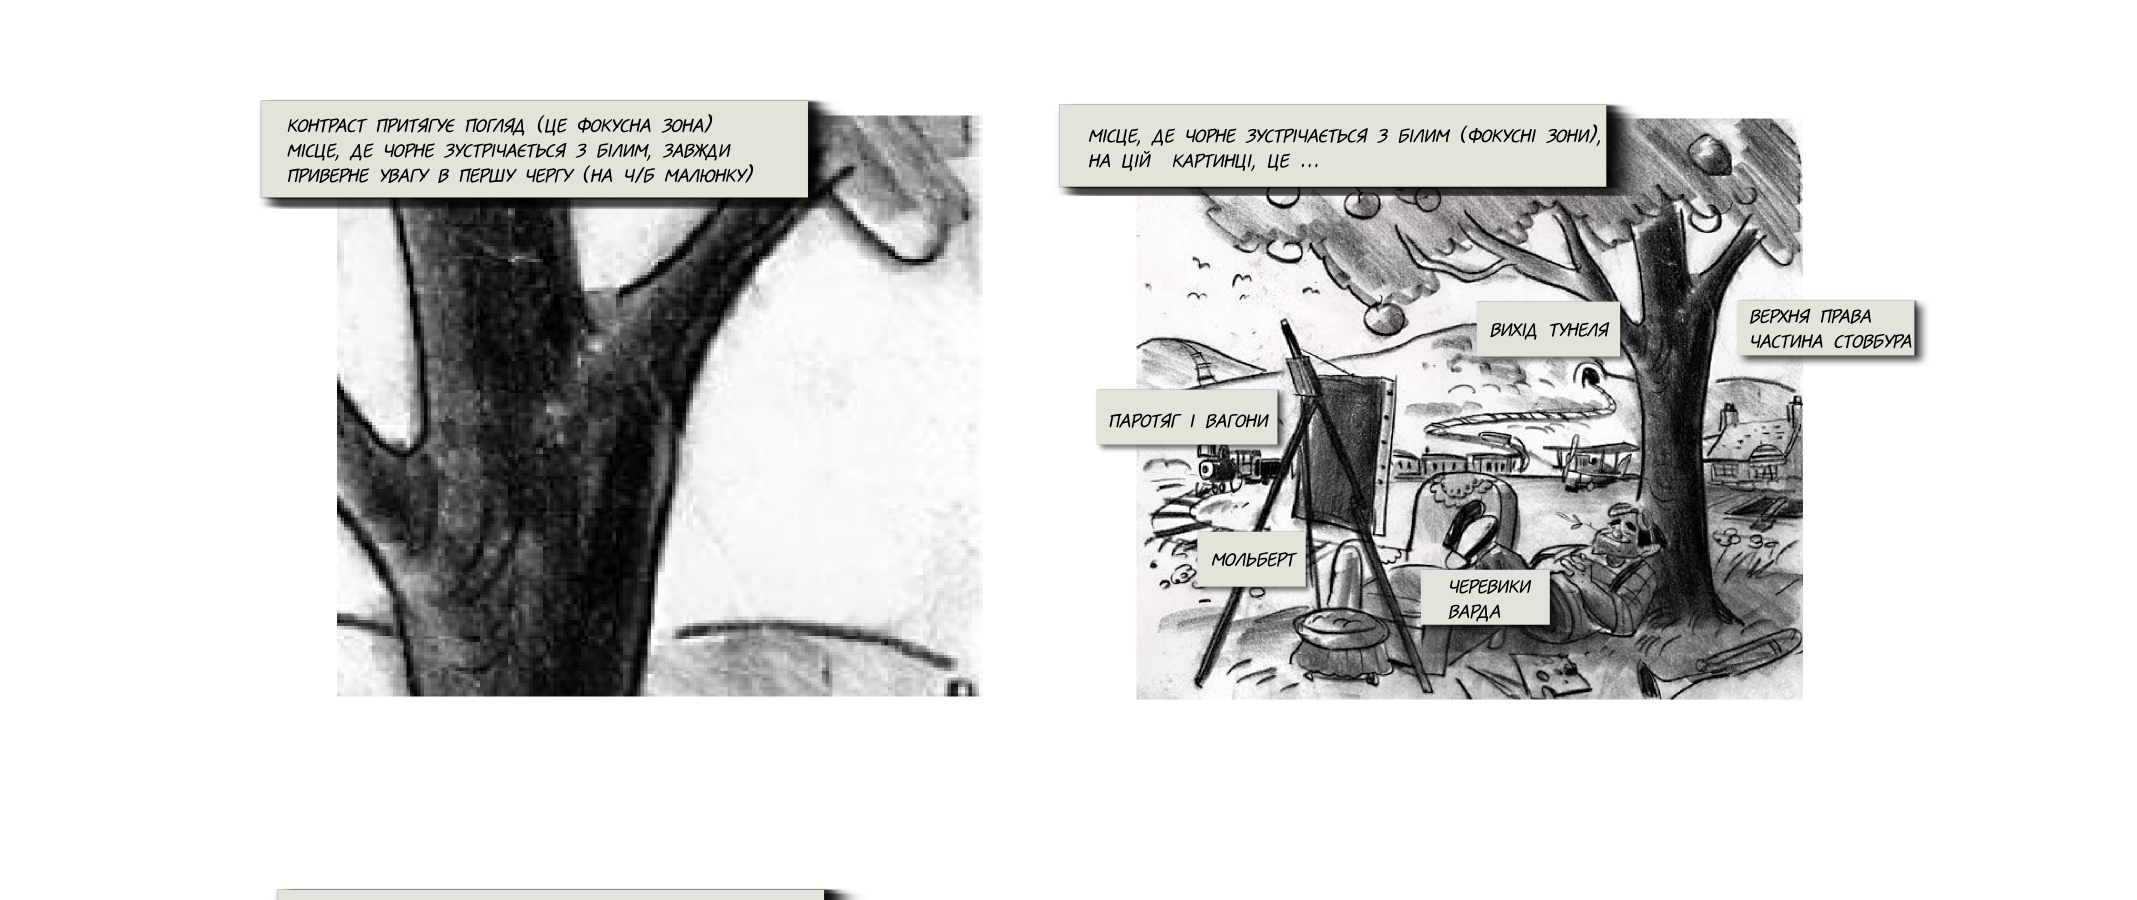 КОНТРАСТ ПРИТЯГУЄ ПОГЛЯД (ЦЕ ФОКУСНА ЗОНА)
МІСЦЕ, ДЕ ЧОРНЕ ЗУСТРІЧАЄТЬСЯ З БІЛИМ, ЗАВЖДИ
ПРИВЕРНЕ УВАГУ В ПЕРШУ ЧЕРГУ (НА Ч/Б МАЛЮНКУ)
МІСЦЕ, ДЕ ЧОРНЕ ЗУСТРІЧАЄТЬСЯ З БІЛИМ (ФОКУСНІ ЗОНИ),
НА ЦІЙ КАРТИНЦІ, ЦЕ ...
ВИХІД ТУНЕЛЯ
ВЕРХНЯ ПРАВА
ЧАСТИНА СТОВБУРА
ПАРОТЯГ І ВАГОНИ
МОЛЬБЕРТ
ЧЕРЕВИКИ
ВАРДА